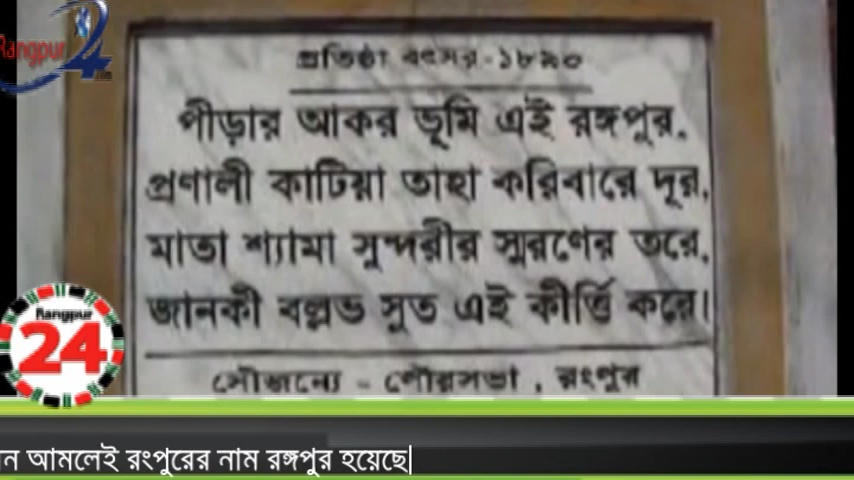 Rangpur 24
প্রতিষ্ঠা বৎসর-১৮৯০
পীড়ার আকর ভূমি এই রঙ্গপুর,
প্রণালী কাটিয়া তাহা করিবারে দূর,
মাতা শ্যামা সুন্দরীর স্মরণের তরে,
জানকী বল্লভ সুত এই কীর্ত্তি করে।
সৌজন্যে - পৌরসভা, রংপুর
Rangpur
24
আমলেই রংপুরের নাম রঙ্গপুর হয়েছে|